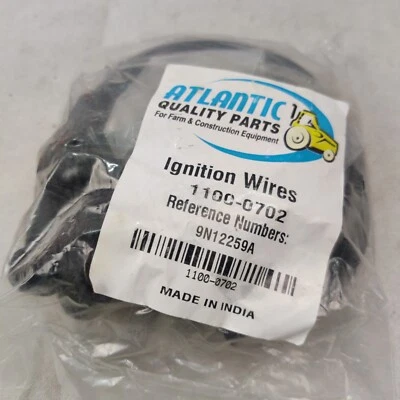 ATLANTIC
QUALITY PARTS
For Farm & Construction Equipment
Ignition Wires
1100-0702
Reference Numbers:
9N12259A
1100-0702
MADE IN INDIA